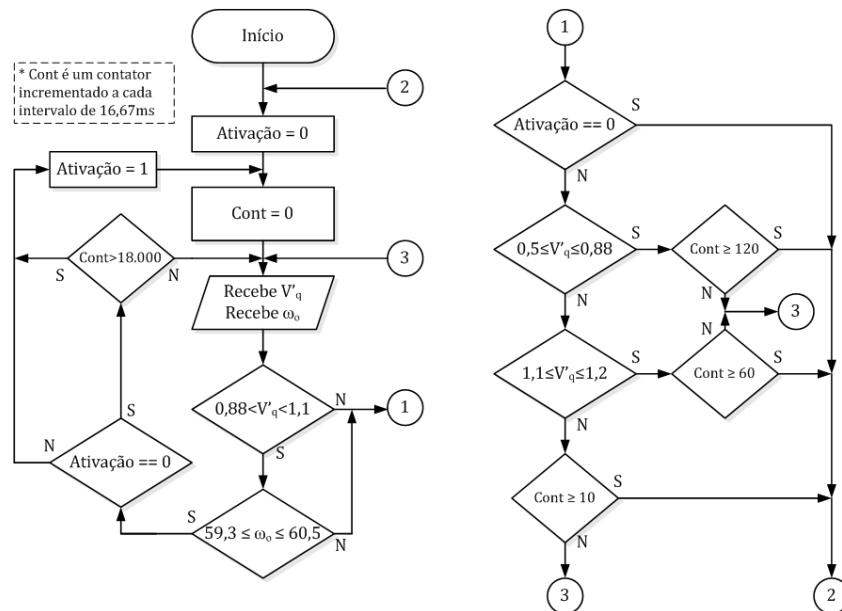 Início
* Cont é um contator
incrementado a cada
intervalo de 16,67ms
2
Ativação = 0
Ativação = 1
Cont = 0
Cont>18.000
S
N
3
Recebe V'q
Recebe ωₒ
0,88<V'q<1,1
N
1
S
S
N
Ativação == 0
S
59,3 ≤ ωₒ ≤ 60,5
N
1
Ativação == 0
S
N
0,5≤V'q≤0,88
S
Cont ≥ 120
S
N
N
3
N
1,1≤V'q≤1,2
S
Cont ≥ 60
S
N
Cont ≥ 10
S
N
3
2